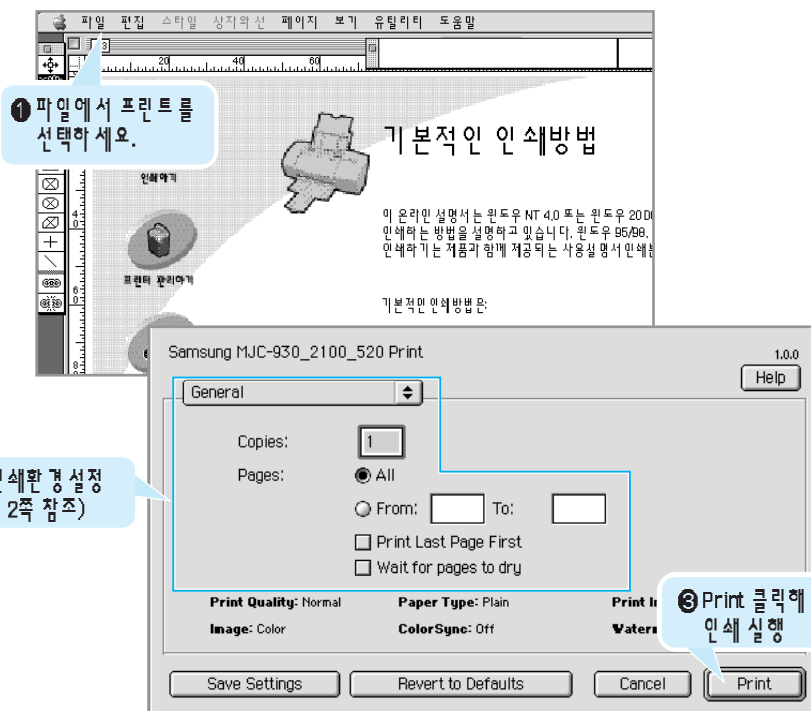 파일 편집 스타일 상자와선 페이지 보기 유틸리티 도움말
20 40 60
❶ 파일에서 프린트를
선택하세요.
인쇄하기
기본적인 인쇄방법
이 온라인 설명서는 윈도우 NT 4.0 또는 윈도우
인쇄하는 방법을 설명하고 있습니다. 윈도우 95/98,
인쇄하기는 제품과 함께 제공되는 사용설명서
프린터 관리하기
기본적인 인쇄방법은:
Samsung MJC-930_2100_520 Print
1.0.0
General
Help
Copies: 1
Pages: All
From: To:
Print Last Page First
Wait for pages to dry
쇄환경설정
2쪽 참조)
Print Quality: Normal Paper Type: Plain Print
Image: Color ColorSync: Off
❸ Print 클릭해
인쇄 실행
Save Settings Revert to Defaults Cancel Print